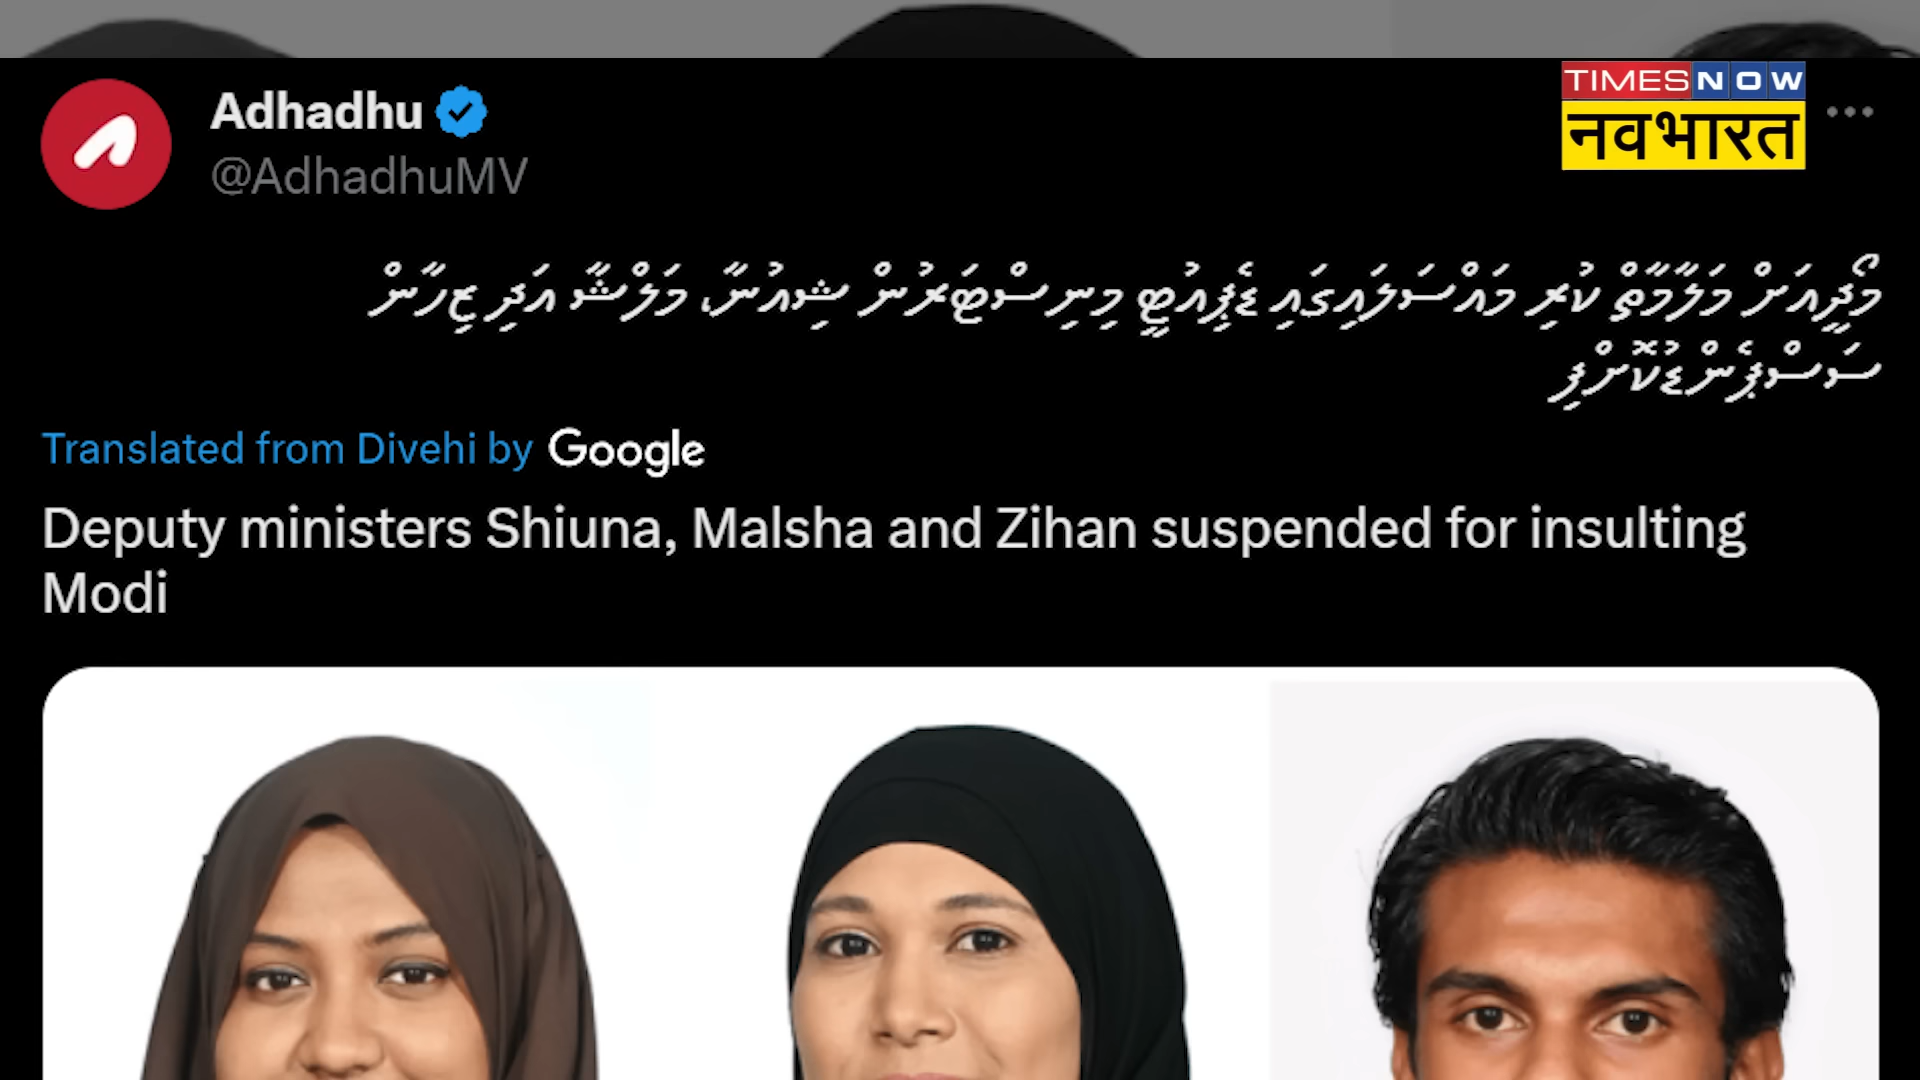 Adhadhu
@AdhadhuMV
TIMES NOW
नवभारत
މޯދީއަށް މަލާމާތް ކުރި މައްސަލައިގައި ޑެޕިއުޓީ މިނިސްޓަރުން ޝިއުނާ، މަލްޝާ އަދި ޒިހާން
ސަސްޕެންޑުކޮށްފި
Translated from Divehi by Google
Deputy ministers Shiuna, Malsha and Zihan suspended for insulting
Modi